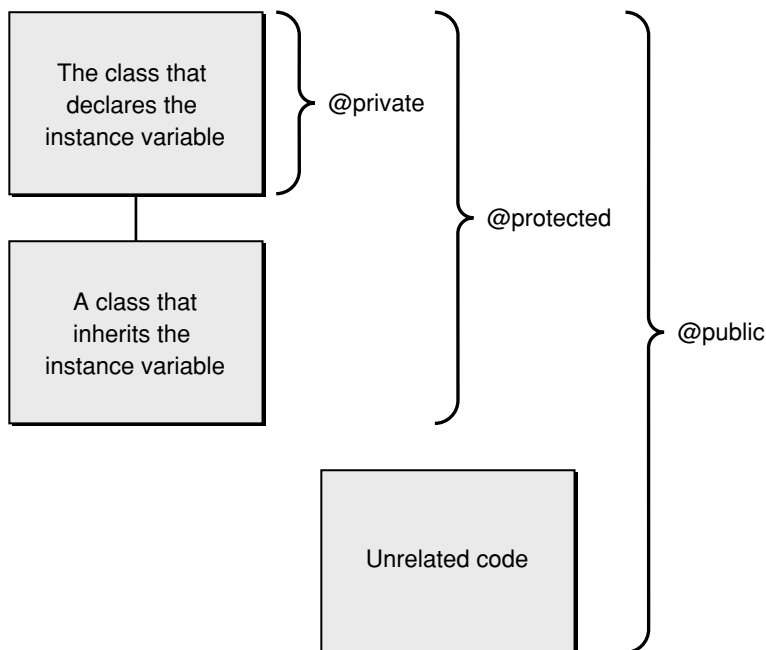 The class that
declares the
instance variable
@private
@protected
A class that
inherits the
instance variable
@public
Unrelated code